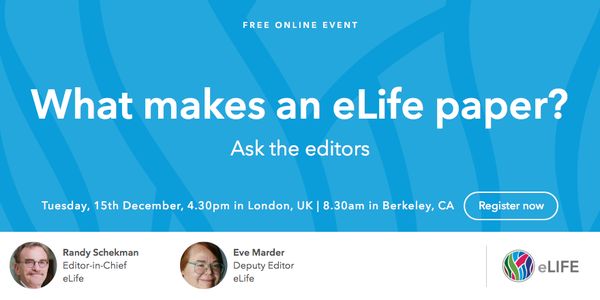 FREE ONLINE EVENT
What makes an eLife paper?
Ask the editors
Tuesday, 15th December, 4.30pm in London, UK | 8.30am in Berkeley, CA
Register now
Randy Schekman
Editor-in-Chief
eLife
Eve Marder
Deputy Editor
eLife
eLIFE